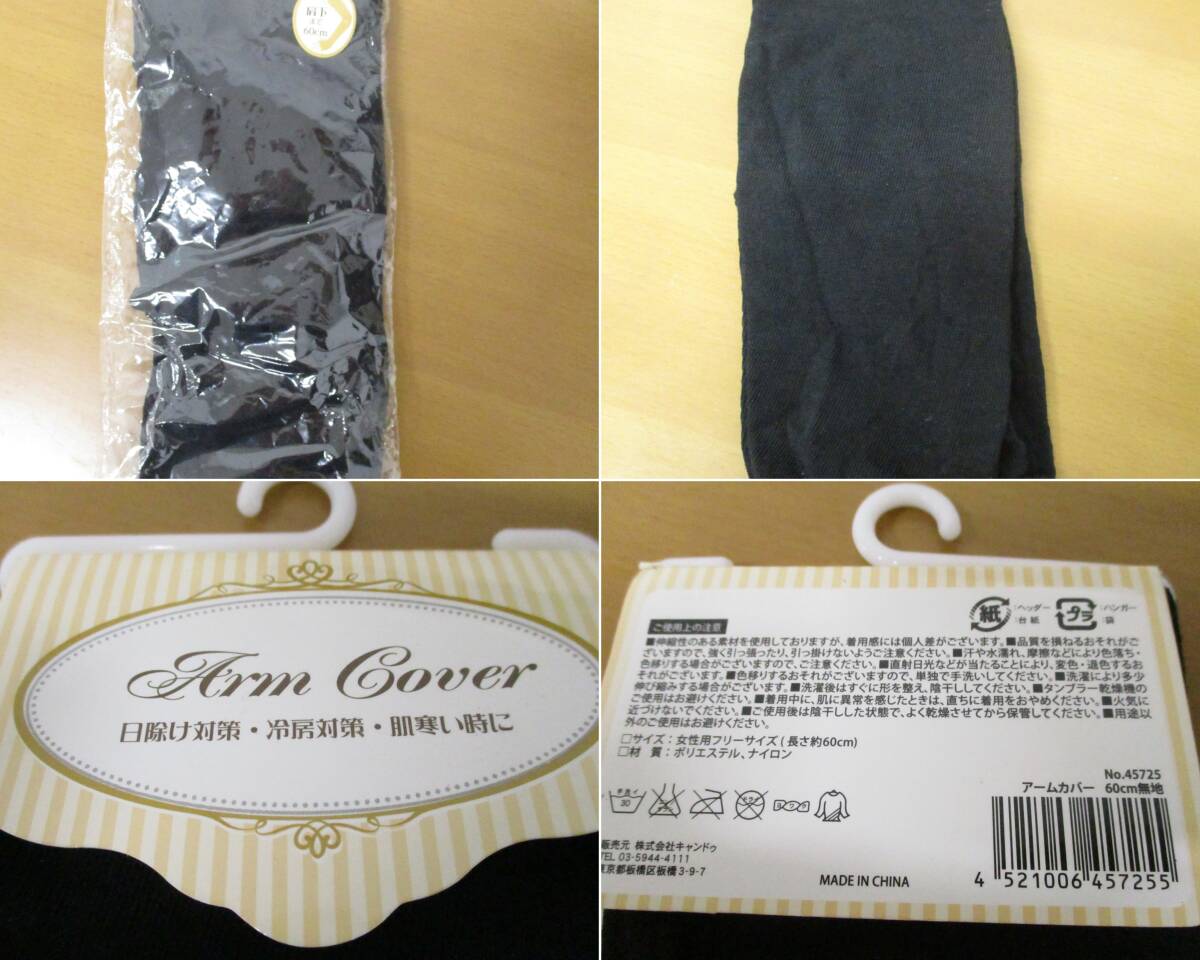 肩下
まで
60cm
Arm Cover
日除け対策・冷房対策・肌寒い時に
紙
ヘッダー
台紙
プラ
ハンガー
袋
ご使用上の注意
■伸縮性のある素材を使用しておりますが、着用感には個人差がございます。■品質を損ねるおそれがご
ざいますので、強く引っ張ったり、引っ掛けないようご注意ください。■汗や水濡れ、摩擦などにより色落ち・
色移りする場合がございますので、ご注意ください。■直射日光などが当たることにより、変色・退色するお
それがございます。■色移りするおそれがございますので、単独で手洗いしてください。■洗濯により多少
伸び縮みする場合がございます。■洗濯後はすぐに形を整え、陰干ししてください。■タンブラー乾燥機の
ご使用はお避けください。■着用中に、肌に異常を感じたときは、直ちに着用をおやめください。■火気に
近づけないでください。■ご使用後は陰干しした状態で、よく乾燥させてから保管してください。■用途以
外のご使用はお避けください。
□サイズ：女性用フリーサイズ（長さ約60cm)
□材 質：ポリエステル、ナイロン
手洗イ
30
No.45725
アームカバー 60cm無地
販売元 株式会社キャンドゥ
TEL 03-5944-4111
東京都板橋区板橋3-9-7
MADE IN CHINA
4 521006 457255